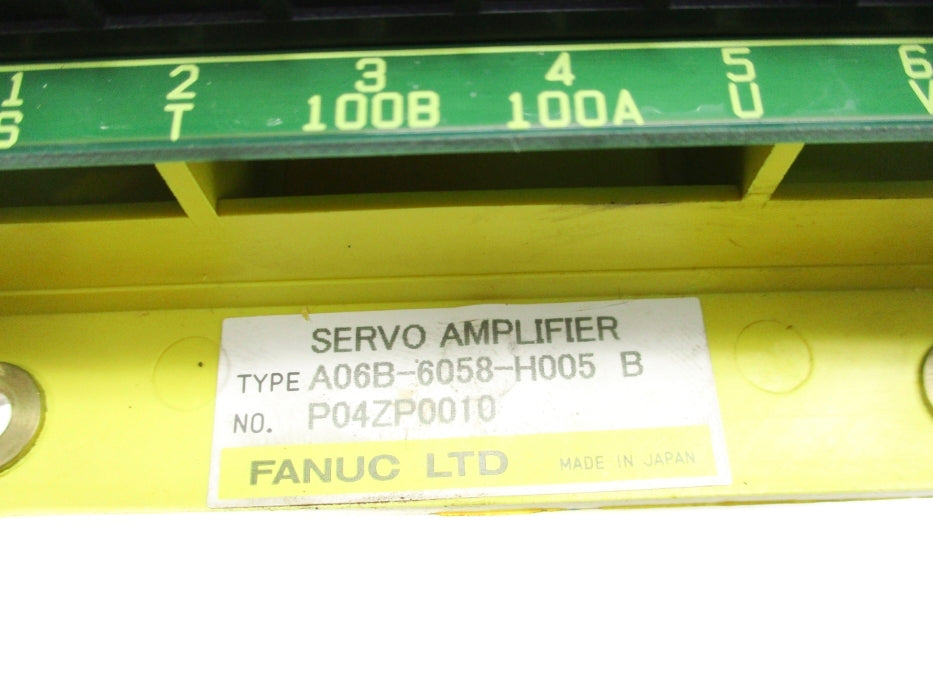 1 2 3 4 5 6
S T 100B 100A U
SERVO AMPLIFIER
TYPE A06B-6058-H005 B
NO. P04ZP0010
FANUC LTD MADE IN JAPAN